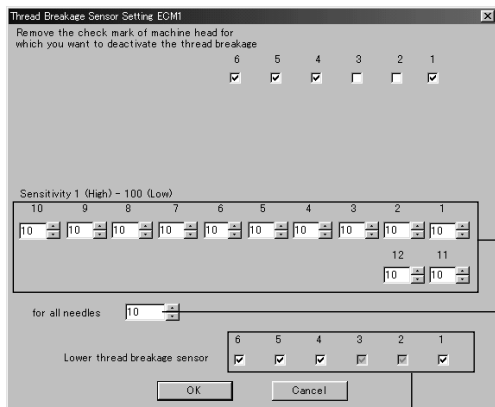 Thread Breakage Sensor Setting ECM1
Remove the check mark of machine head for
which you want to deactivate the thread breakage
6 5 4 3 2 1
Sensitivity 1 (High) - 100 (Low)
10 9 8 7 6 5 4 3 2 1
10 10 10 10 10 10 10 10 10 10
12 11
10 10
for all needles 10
6 5 4 3 2 1
Lower thread breakage sensor
OK Cancel